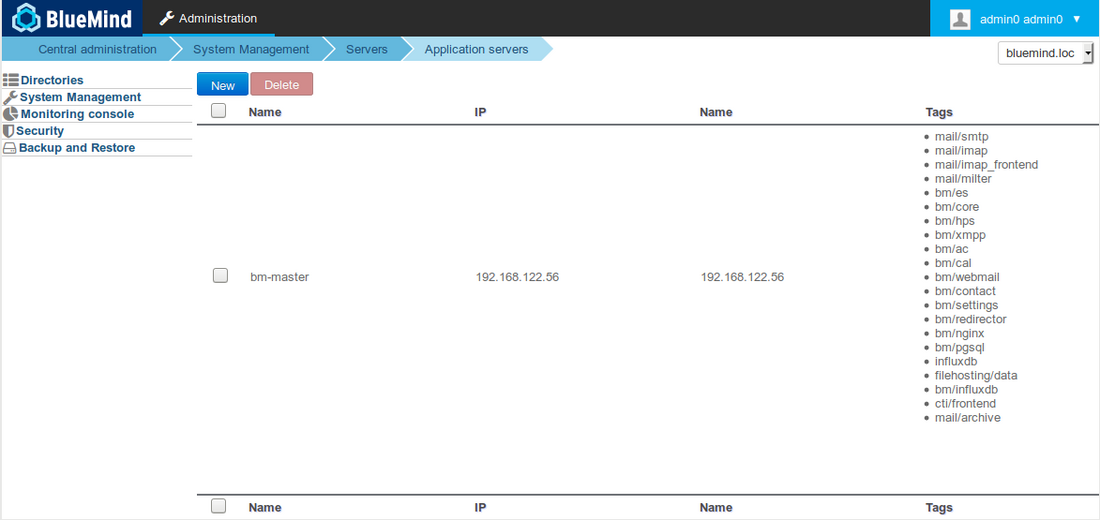 BlueMind Administration admin0 admin0 ▼
Central administration System Management Servers Application servers bluemind.loc
Directories
System Management
Monitoring console
Security
Backup and Restore
New Delete
Name IP Name Tags
bm-master 192.168.122.56 192.168.122.56
• mail/smtp
• mail/imap
• mail/imap_frontend
• mail/milter
• bm/es
• bm/core
• bm/hps
• bm/xmpp
• bm/ac
• bm/cal
• bm/webmail
• bm/contact
• bm/settings
• bm/redirector
• bm/nginx
• bm/pgsql
• influxdb
• filehosting/data
• bm/influxdb
• cti/frontend
• mail/archive
Name IP Name Tags